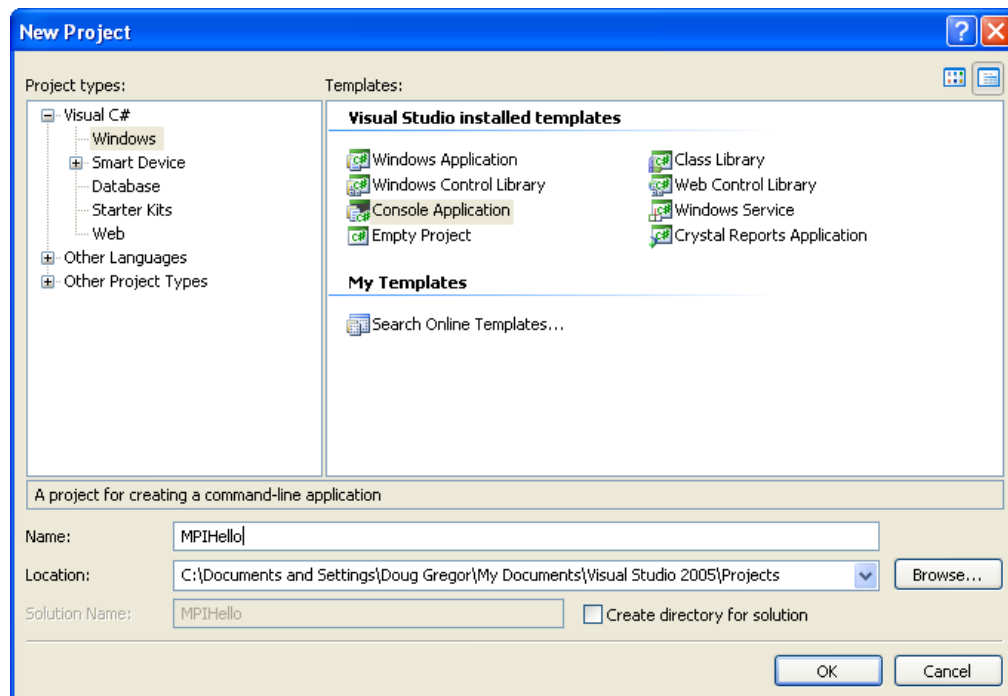 New Project
Project types:
Templates:
Visual C#
Windows
Smart Device
Database
Starter Kits
Web
Other Languages
Other Project Types
Visual Studio installed templates
Windows Application
Class Library
Windows Control Library
Web Control Library
Console Application
Windows Service
Empty Project
Crystal Reports Application
My Templates
Search Online Templates...
A project for creating a command-line application
Name:
MPIHello
Location:
C:\Documents and Settings\Doug Gregor\My Documents\Visual Studio 2005\Projects
Browse...
Solution Name:
MPIHello
Create directory for solution
OK
Cancel